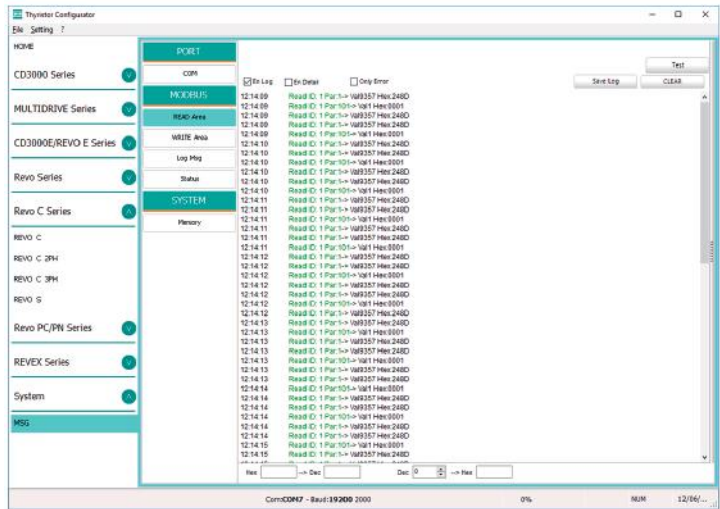 Thyristor Configurator
File Setting ?
HOME
CD3000 Series
MULTIDRIVE Series
CD3000E/REVO E Series
Revo Series
Revo C Series
REVO C
REVO C 2PH
REVO C 3PH
REVO S
Revo PC/PN Series
REVEX Series
System
MSG
PORT
COM
MODBUS
READ Area
WRITE Area
Log Msg
Status
SYSTEM
Memory
Test
En Log En Detail Only Error Save Log CLEAR
12:14:09 Read ID: 1 Par:1-> Val9357 Hex:248D
12:14:09 Read ID: 1 Par:1-> Val9357 Hex:248D
12:14:09 Read ID: 1 Par:1-> Val9357 Hex:248D
12:14:09 Read ID: 1 Par:1-> Val9357 Hex:248D
12:14:09 Read ID: 1 Par:101-> Val1 Hex:0001
12:14:10 Read ID: 1 Par:1-> Val9357 Hex:248D
12:14:10 Read ID: 1 Par:1-> Val9357 Hex:248D
12:14:10 Read ID: 1 Par:101-> Val1 Hex:0001
12:14:10 Read ID: 1 Par:1-> Val9357 Hex:248D
12:14:10 Read ID: 1 Par:1-> Val9357 Hex:248D
12:14:10 Read ID: 1 Par:101-> Val1 Hex:0001
12:14:11 Read ID: 1 Par:1-> Val9357 Hex:248D
12:14:11 Read ID: 1 Par:1-> Val9357 Hex:248D
12:14:11 Read ID: 1 Par:101-> Val1 Hex:0001
12:14:11 Read ID: 1 Par:1-> Val9357 Hex:248D
12:14:11 Read ID: 1 Par:1-> Val9357 Hex:248D
12:14:11 Read ID: 1 Par:101-> Val1 Hex:0001
12:14:12 Read ID: 1 Par:1-> Val9357 Hex:248D
12:14:12 Read ID: 1 Par:1-> Val9357 Hex:248D
12:14:12 Read ID: 1 Par:101-> Val1 Hex:0001
12:14:12 Read ID: 1 Par:1-> Val9357 Hex:248D
12:14:12 Read ID: 1 Par:1-> Val9357 Hex:248D
12:14:12 Read ID: 1 Par:101-> Val1 Hex:0001
12:14:13 Read ID: 1 Par:1-> Val9357 Hex:248D
12:14:13 Read ID: 1 Par:101-> Val1 Hex:0001
12:14:13 Read ID: 1 Par:1-> Val9357 Hex:248D
12:14:13 Read ID: 1 Par:1-> Val9357 Hex:248D
12:14:13 Read ID: 1 Par:101-> Val1 Hex:0001
12:14:13 Read ID: 1 Par:1-> Val9357 Hex:248D
12:14:13 Read ID: 1 Par:1-> Val9357 Hex:248D
12:14:14 Read ID: 1 Par:101-> Val1 Hex:0001
12:14:14 Read ID: 1 Par:1-> Val9357 Hex:248D
12:14:14 Read ID: 1 Par:1-> Val9357 Hex:248D
12:14:14 Read ID: 1 Par:101-> Val1 Hex:0001
12:14:14 Read ID: 1 Par:1-> Val9357 Hex:248D
12:14:14 Read ID: 1 Par:1-> Val9357 Hex:248D
12:14:15 Read ID: 1 Par:101-> Val1 Hex:0001
12:14:15 Read ID: 1 Par:1-> Val9357 Hex:248D
Hex --> Dec Dec 0 --> Hex
Com:COM7 - Baud:19200 2000 0% NUM 12/06/...